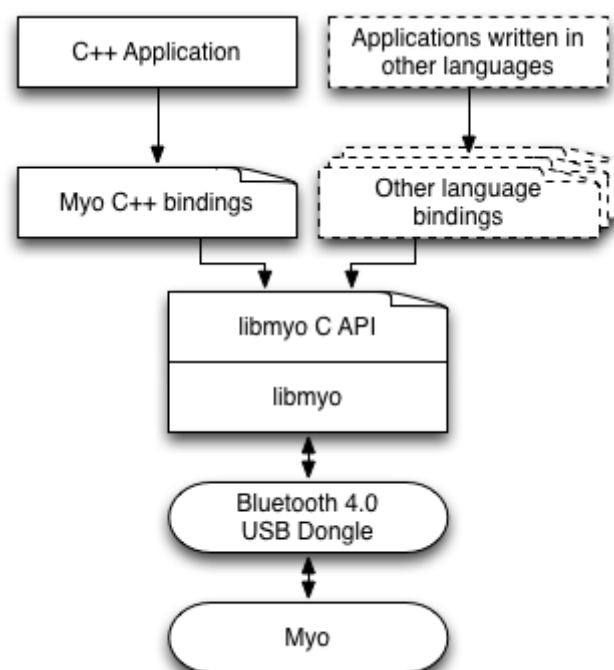 C++ Application
Applications written in
other languages
Myo C++ bindings
Other language
bindings
libmyo C API
libmyo
Bluetooth 4.0
USB Dongle
Myo